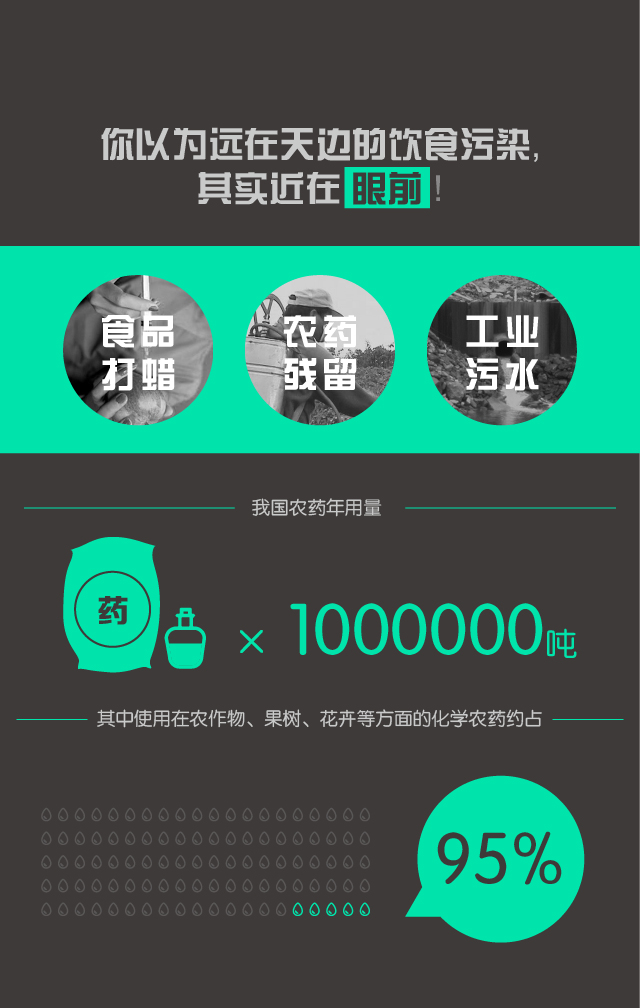 你以为远在天边的饮食污染,
其实近在眼前!
食品
打蜡
农药
残留
工业
污水
我国农药年用量
药
× 1000000吨
其中使用在农作物、果树、花卉等方面的化学农药约占
95%